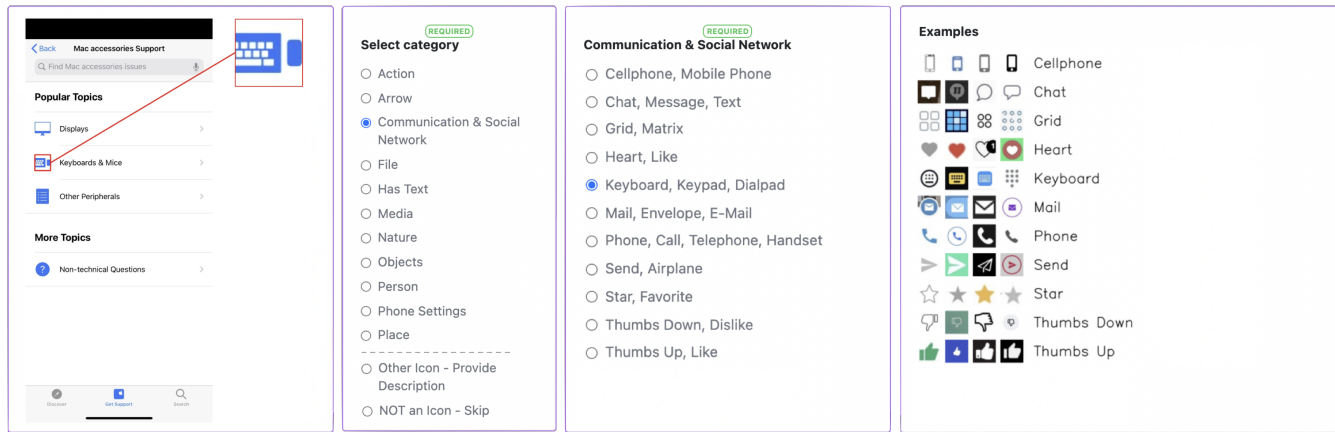 Back
Mac accessories Support
Find Mac accessories issues
Popular Topics
Displays
Keyboards & Mice
Other Peripherals
More Topics
Non-technical Questions
Discover
Get Support
Search
REQUIRED
Select category
Action
Arrow
Communication & Social
Network
File
Has Text
Media
Nature
Objects
Person
Phone Settings
Place
Other Icon - Provide
Description
NOT an Icon - Skip
REQUIRED
Communication & Social Network
Cellphone, Mobile Phone
Chat, Message, Text
Grid, Matrix
Heart, Like
Keyboard, Keypad, Dialpad
Mail, Envelope, E-Mail
Phone, Call, Telephone, Handset
Send, Airplane
Star, Favorite
Thumbs Down, Dislike
Thumbs Up, Like
Examples
Cellphone
Chat
Grid
Heart
Keyboard
Mail
Phone
Send
Star
Thumbs Down
Thumbs Up